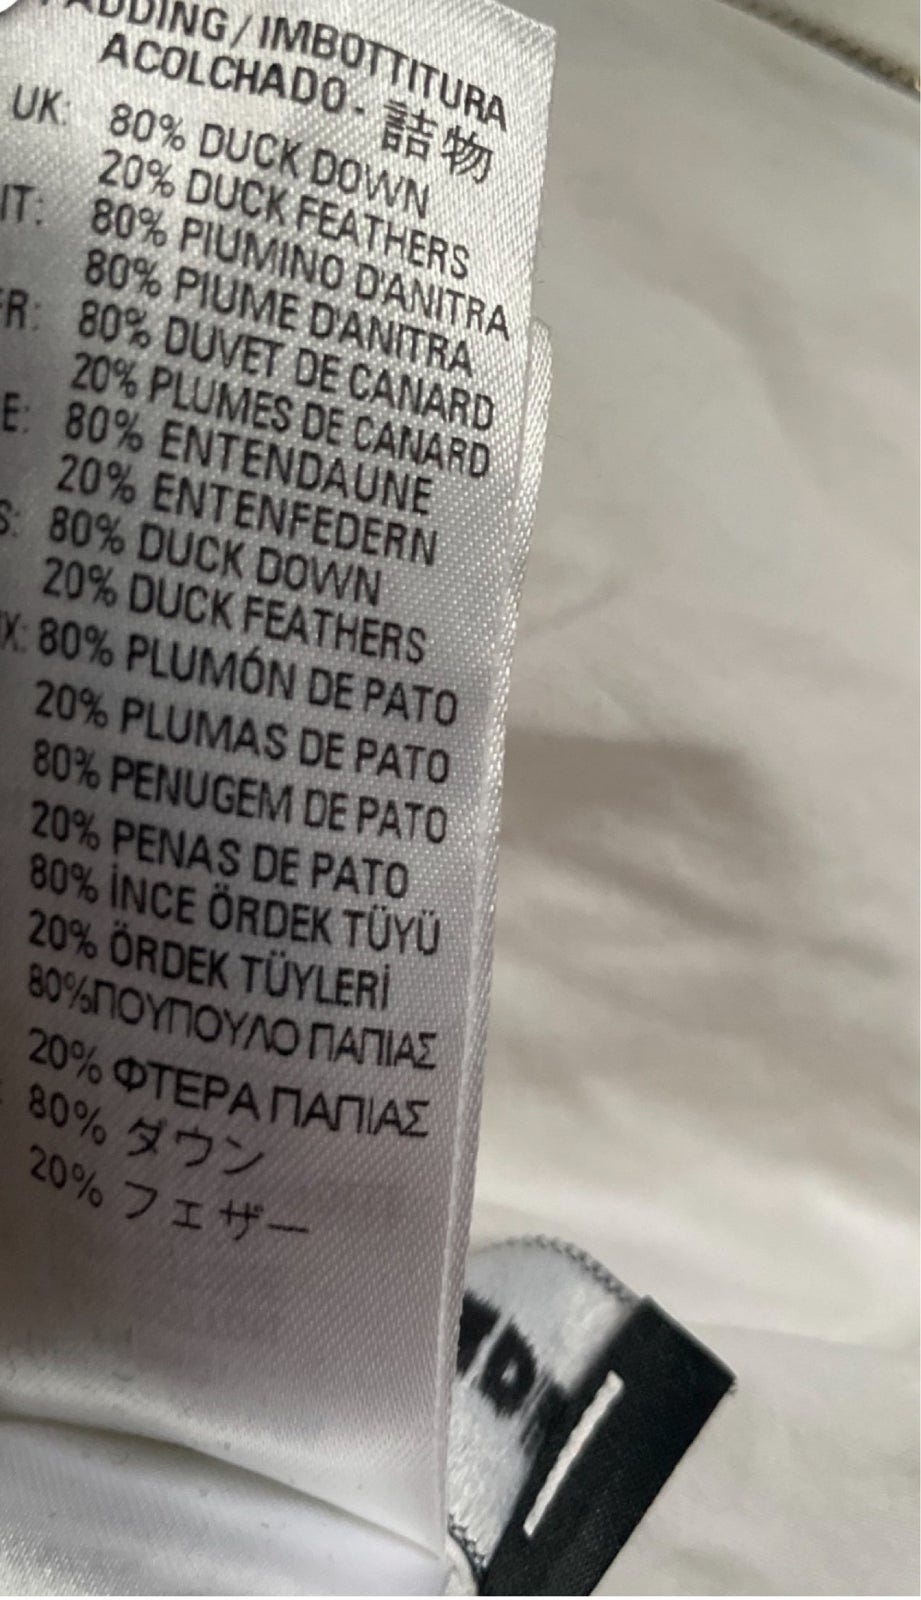 PADDING/IMBOTTITURA
ACOLCHADO - 詰物
UK: 80% DUCK DOWN
20% DUCK FEATHERS
IT: 80% PIUMINO D'ANITRA
80% PIUME D'ANITRA
FR: 80% DUVET DE CANARD
20% PLUMES DE CANARD
E: 80% ENTENDAUNE
20% ENTENFEDERN
S: 80% DUCK DOWN
20% DUCK FEATHERS
X: 80% PLUMÓN DE PATO
20% PLUMAS DE PATO
80% PENUGEM DE PATO
20% PENAS DE PATO
80% İNCE ÖRDEK TÜYÜ
20% ÖRDEK TÜYLERİ
80%ΠΟΥΠΟΥΛΟ ΠΑΠΙΑΣ
20% ΦΤΕΡΑ ΠΑΠΙΑΣ
80% ダウン
20% フェザー